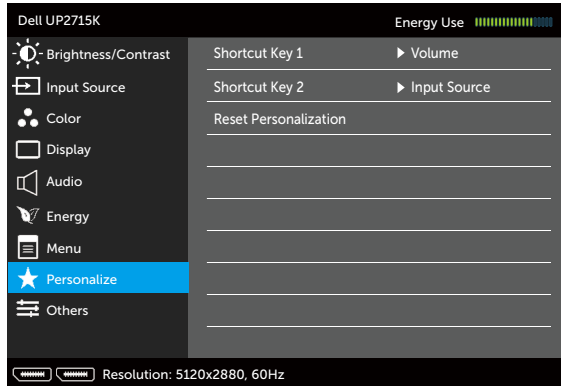 Dell UP2715K
Energy Use
Brightness/Contrast
Input Source
Color
Display
Audio
Energy
Menu
Personalize
Others
Shortcut Key 1 Volume
Shortcut Key 2 Input Source
Reset Personalization
Resolution: 5120x2880, 60Hz